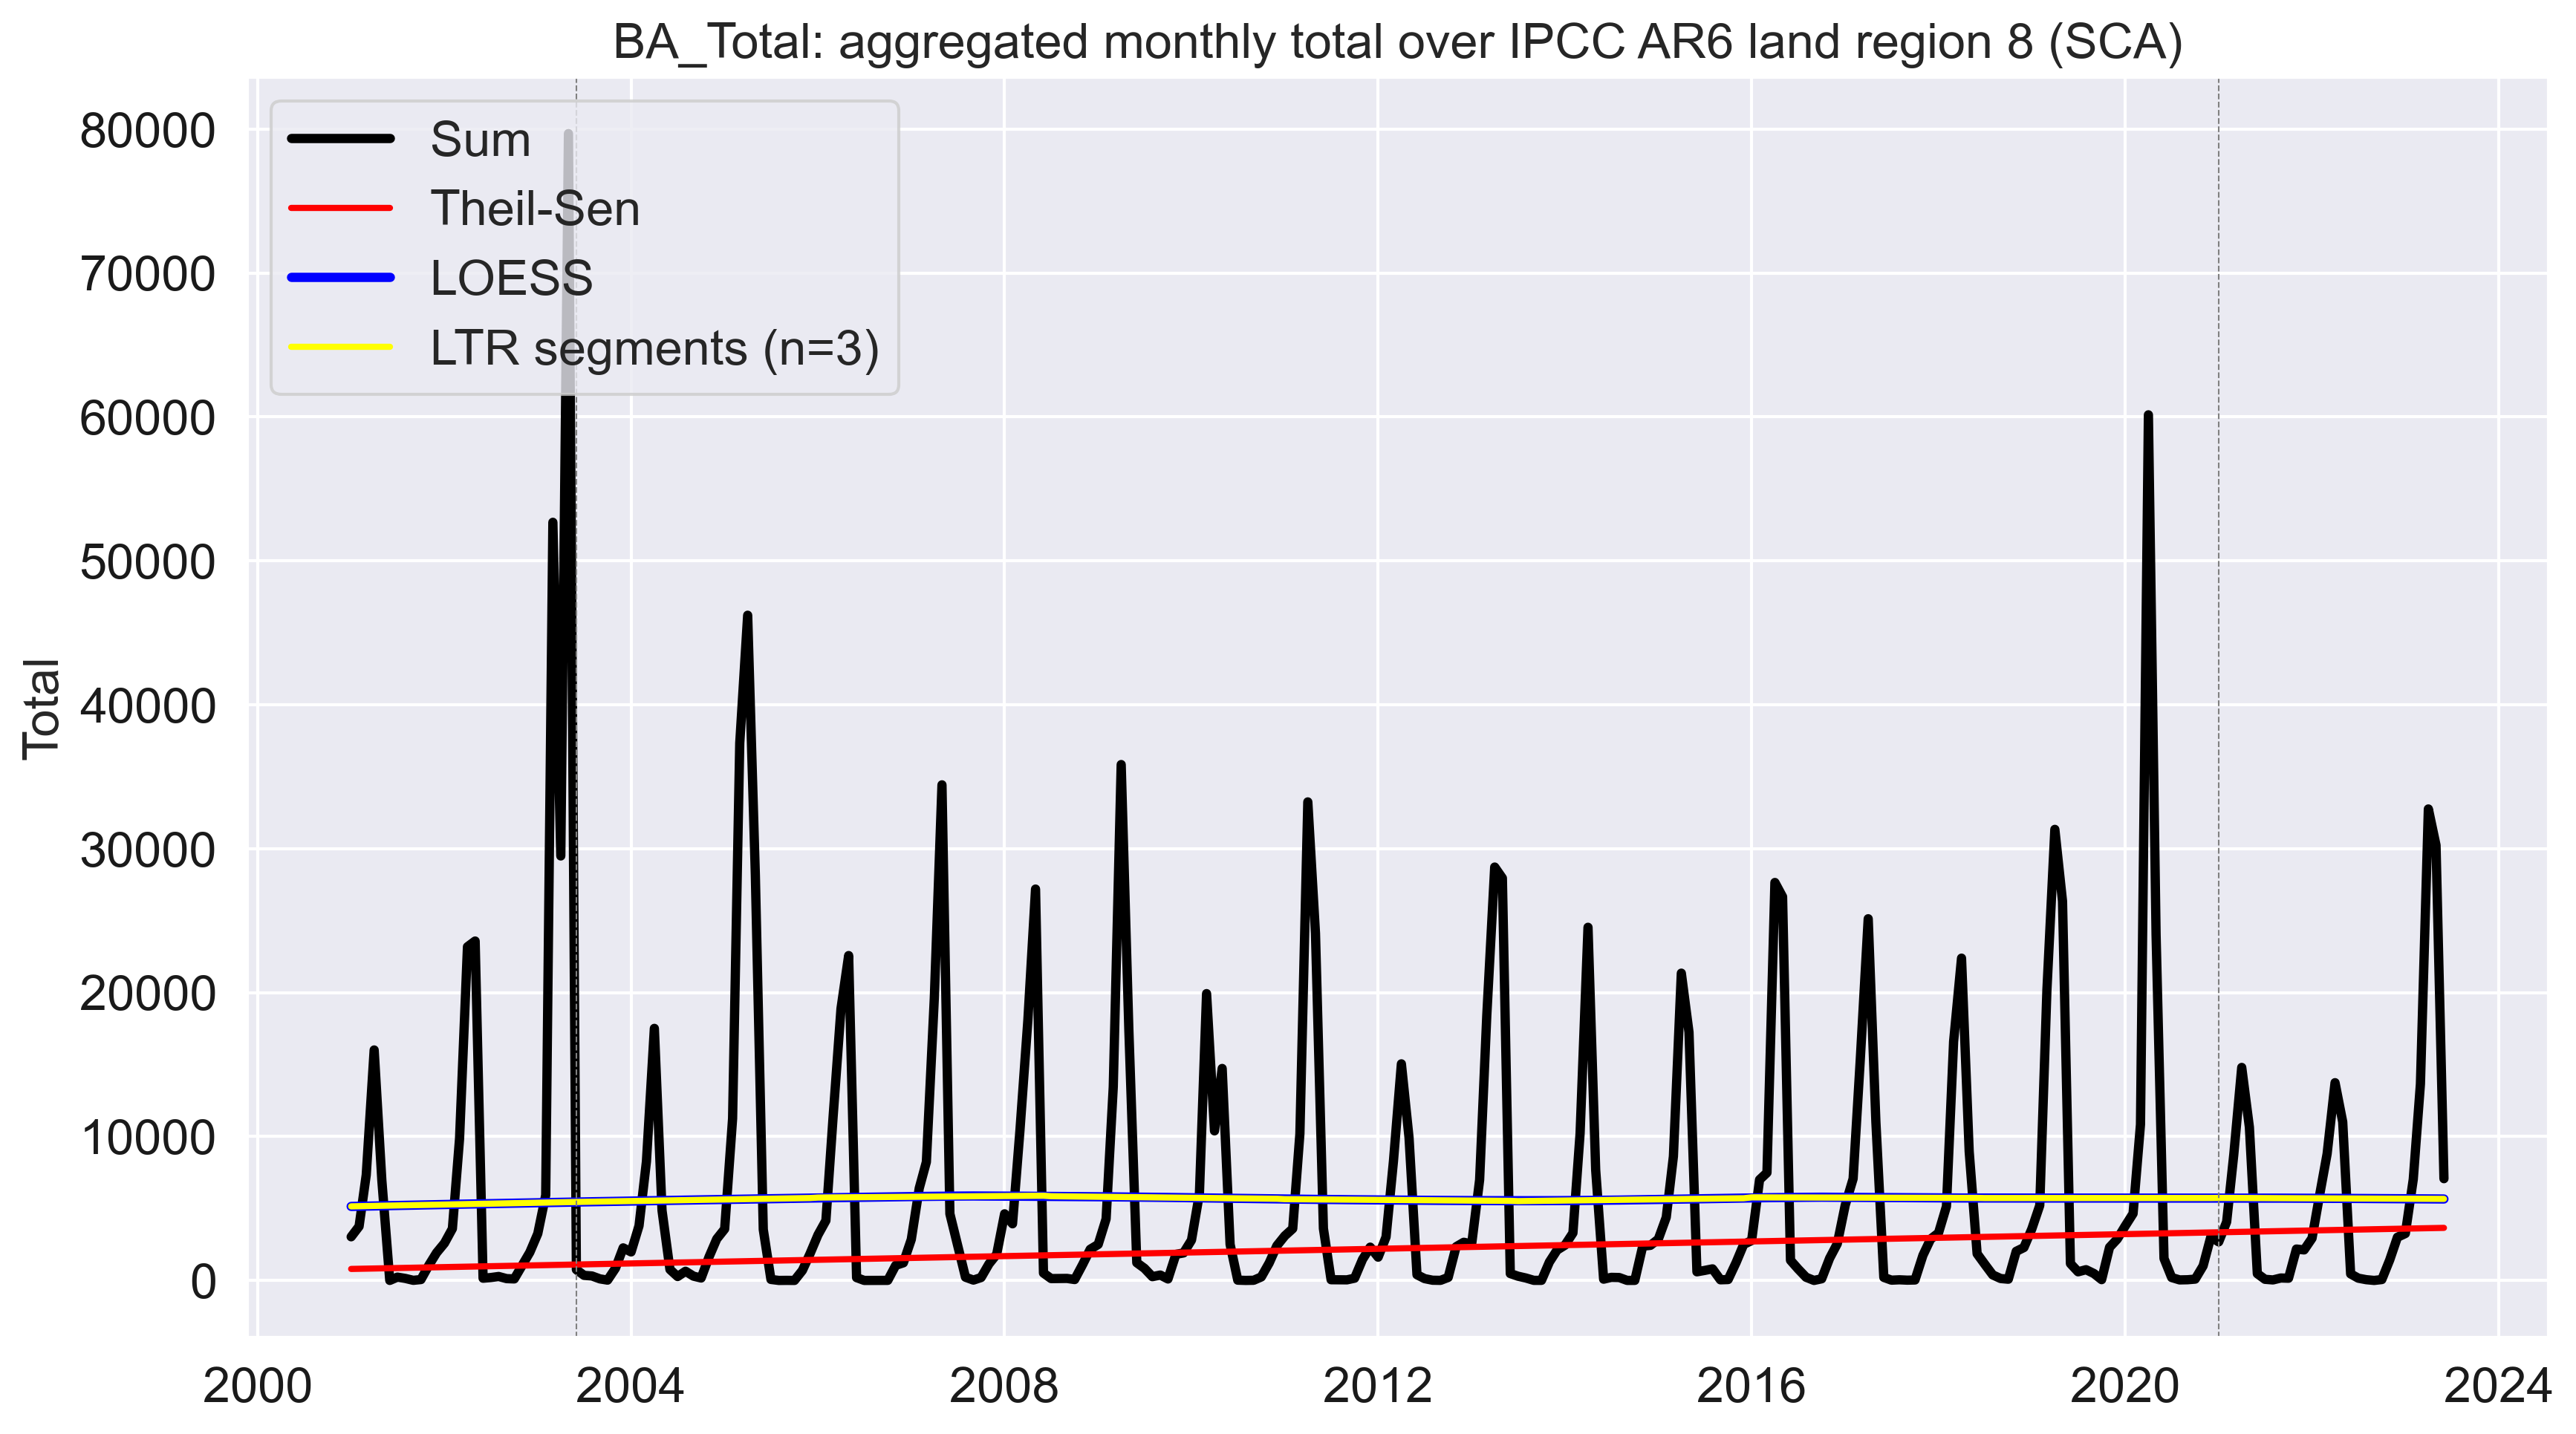 BA_Total: aggregated monthly total over IPCC AR6 land region 8 (SCA)
Sum
Theil-Sen
LOESS
LTR segments (n=3)
Total
80000
70000
60000
50000
40000
30000
20000
10000
0
2000 2004 2008 2012 2016 2020 2024